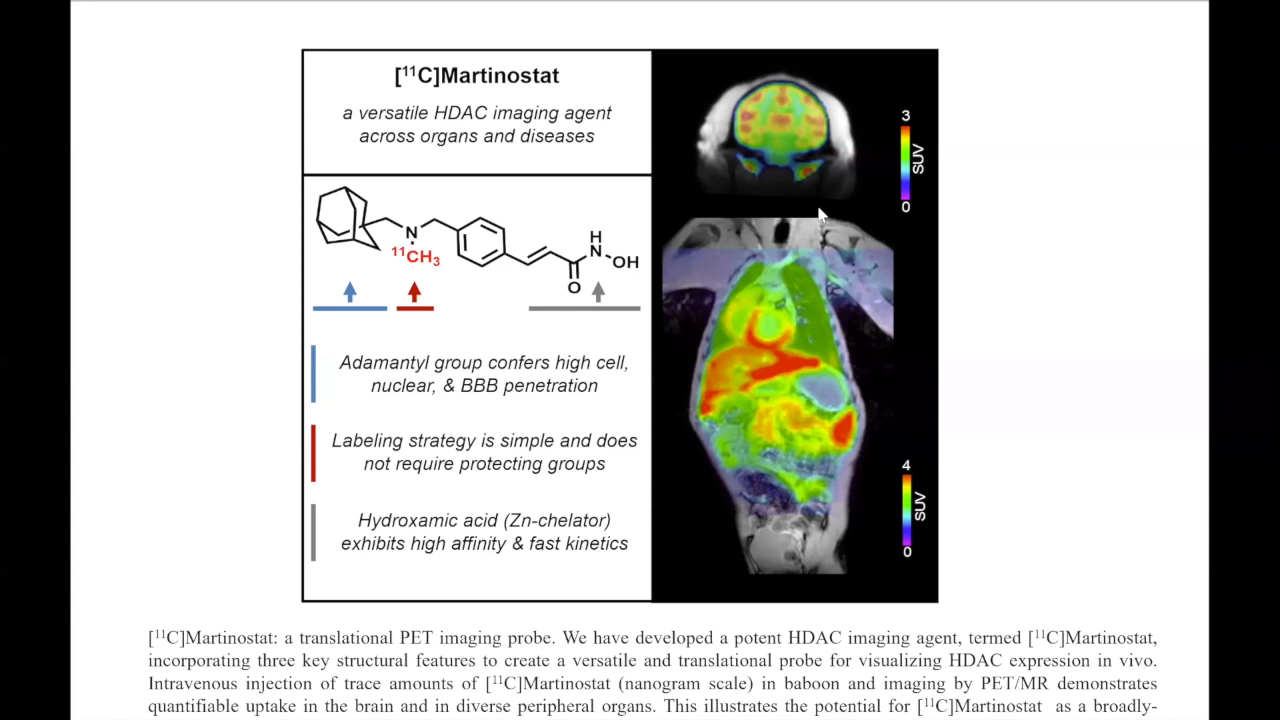 [¹¹C]Martinostat
a versatile HDAC imaging agent
across organs and diseases
N
¹¹CH₃
H
N
OH
O
Adamantyl group confers high cell,
nuclear, & BBB penetration
Labeling strategy is simple and does
not require protecting groups
Hydroxamic acid (Zn-chelator)
exhibits high affinity & fast kinetics
3
SUV
0
4
SUV
0
[¹¹C]Martinostat: a translational PET imaging probe. We have developed a potent HDAC imaging agent, termed [¹¹C]Martinostat,
incorporating three key structural features to create a versatile and translational probe for visualizing HDAC expression in vivo.
Intravenous injection of trace amounts of [¹¹C]Martinostat (nanogram scale) in baboon and imaging by PET/MR demonstrates
quantifiable uptake in the brain and in diverse peripheral organs. This illustrates the potential for [¹¹C]Martinostat as a broadly-